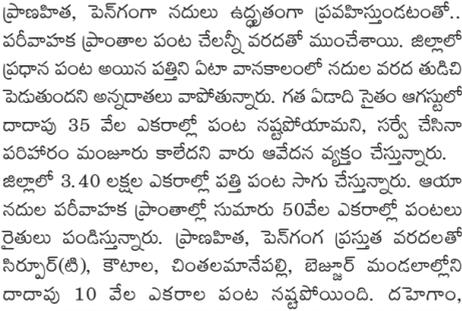 ప్రాణహిత, పెన్‌గంగా నదులు ఉద్ధృతంగా ప్రవహిస్తుండటంతో..
పరీవాహక ప్రాంతాల పంట చేలన్నీ వరదతో ముంచేశాయి. జిల్లాలో
ప్రధాన పంట అయిన పత్తిని ఏటా వానకాలంలో నదుల వరద తుడిచి
పెడుతుందని అన్నదాతలు వాపోతున్నారు. గత ఏడాది సైతం ఆగస్టులో
దాదాపు 35 వేల ఎకరాల్లో పంట నష్టపోయామని, సర్వే చేసినా
పరిహారం మంజూరు కాలేదని వారు ఆవేదన వ్యక్తం చేస్తున్నారు.
జిల్లాలో 3.40 లక్షల ఎకరాల్లో పత్తి పంట సాగు చేస్తున్నారు. ఆయా
నదుల పరీవాహక ప్రాంతాల్లో సుమారు 50వేల ఎకరాల్లో పంటలు
రైతులు పండిస్తున్నారు. ప్రాణహిత, పెన్‌గంగ ప్రస్తుత వరదలతో
సిర్పూర్(టి), కౌటాల, చింతలమానేపల్లి, బెజ్జూర్ మండలాల్లోని
దాదాపు 10 వేల ఎకరాల పంట నష్టపోయింది. దహెగాం,